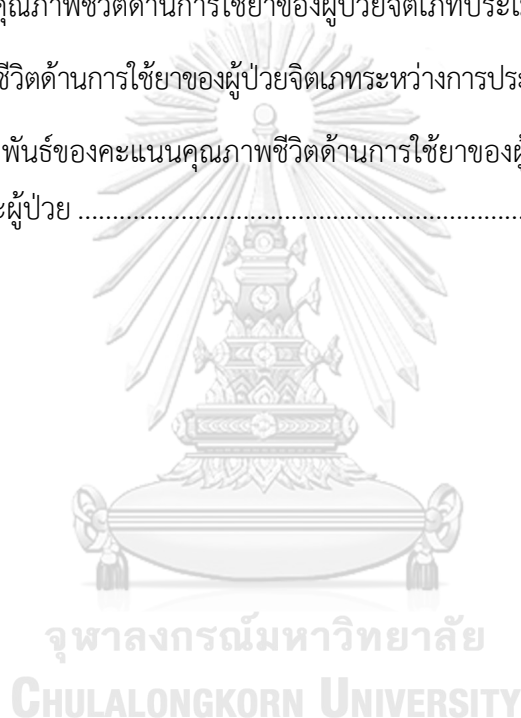 คุณภาพชีวิตด้านการใช้ยาของผู้ป่วยจิตเภทประเ
ชีวิตด้านการใช้ยาของผู้ป่วยจิตเภทระหว่างการประ
พันธ์ของคะแนนคุณภาพชีวิตด้านการใช้ยาของผู้
ะผู้ป่วย ........................................................................
จุฬาลงกรณ์มหาวิทยาลัย
CHULALONGKORN UNIVERSITY